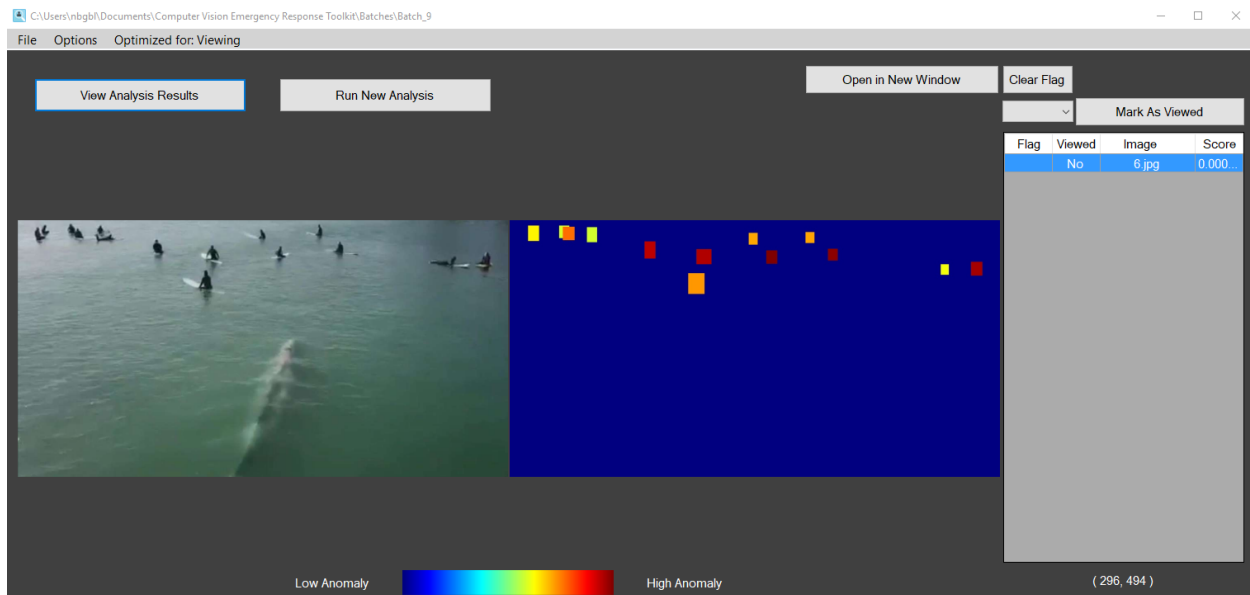 C:\Users\nbgbl\Documents\Computer Vision Emergency Response Toolkit\Batches\Batch_9
File Options Optimized for: Viewing
View Analysis Results Run New Analysis Open in New Window Clear Flag
Mark As Viewed
Flag Viewed Image Score
No 6.jpg 0.000...
Low Anomaly High Anomaly ( 296, 494 )